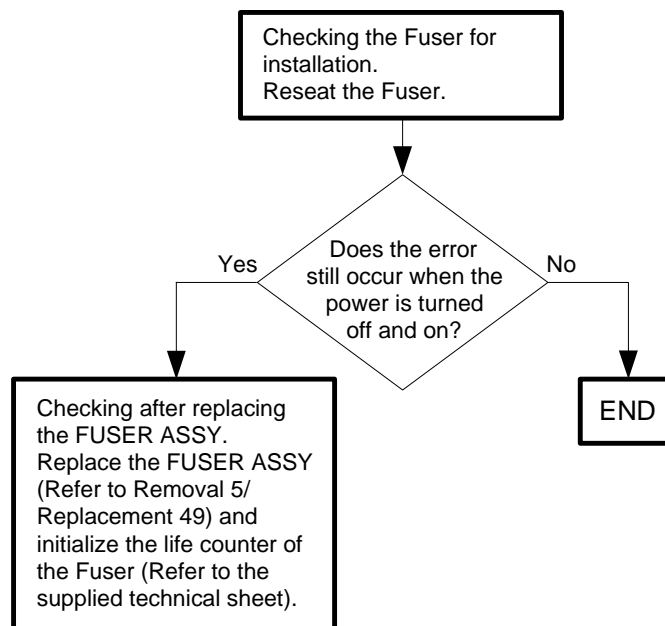 Checking the Fuser for
installation.
Reseat the Fuser.
Does the error
still occur when the
power is turned
off and on?
Yes
No
Checking after replacing
the FUSER ASSY.
Replace the FUSER ASSY
(Refer to Removal 5/
Replacement 49) and
initialize the life counter of
the Fuser (Refer to the
supplied technical sheet).
END